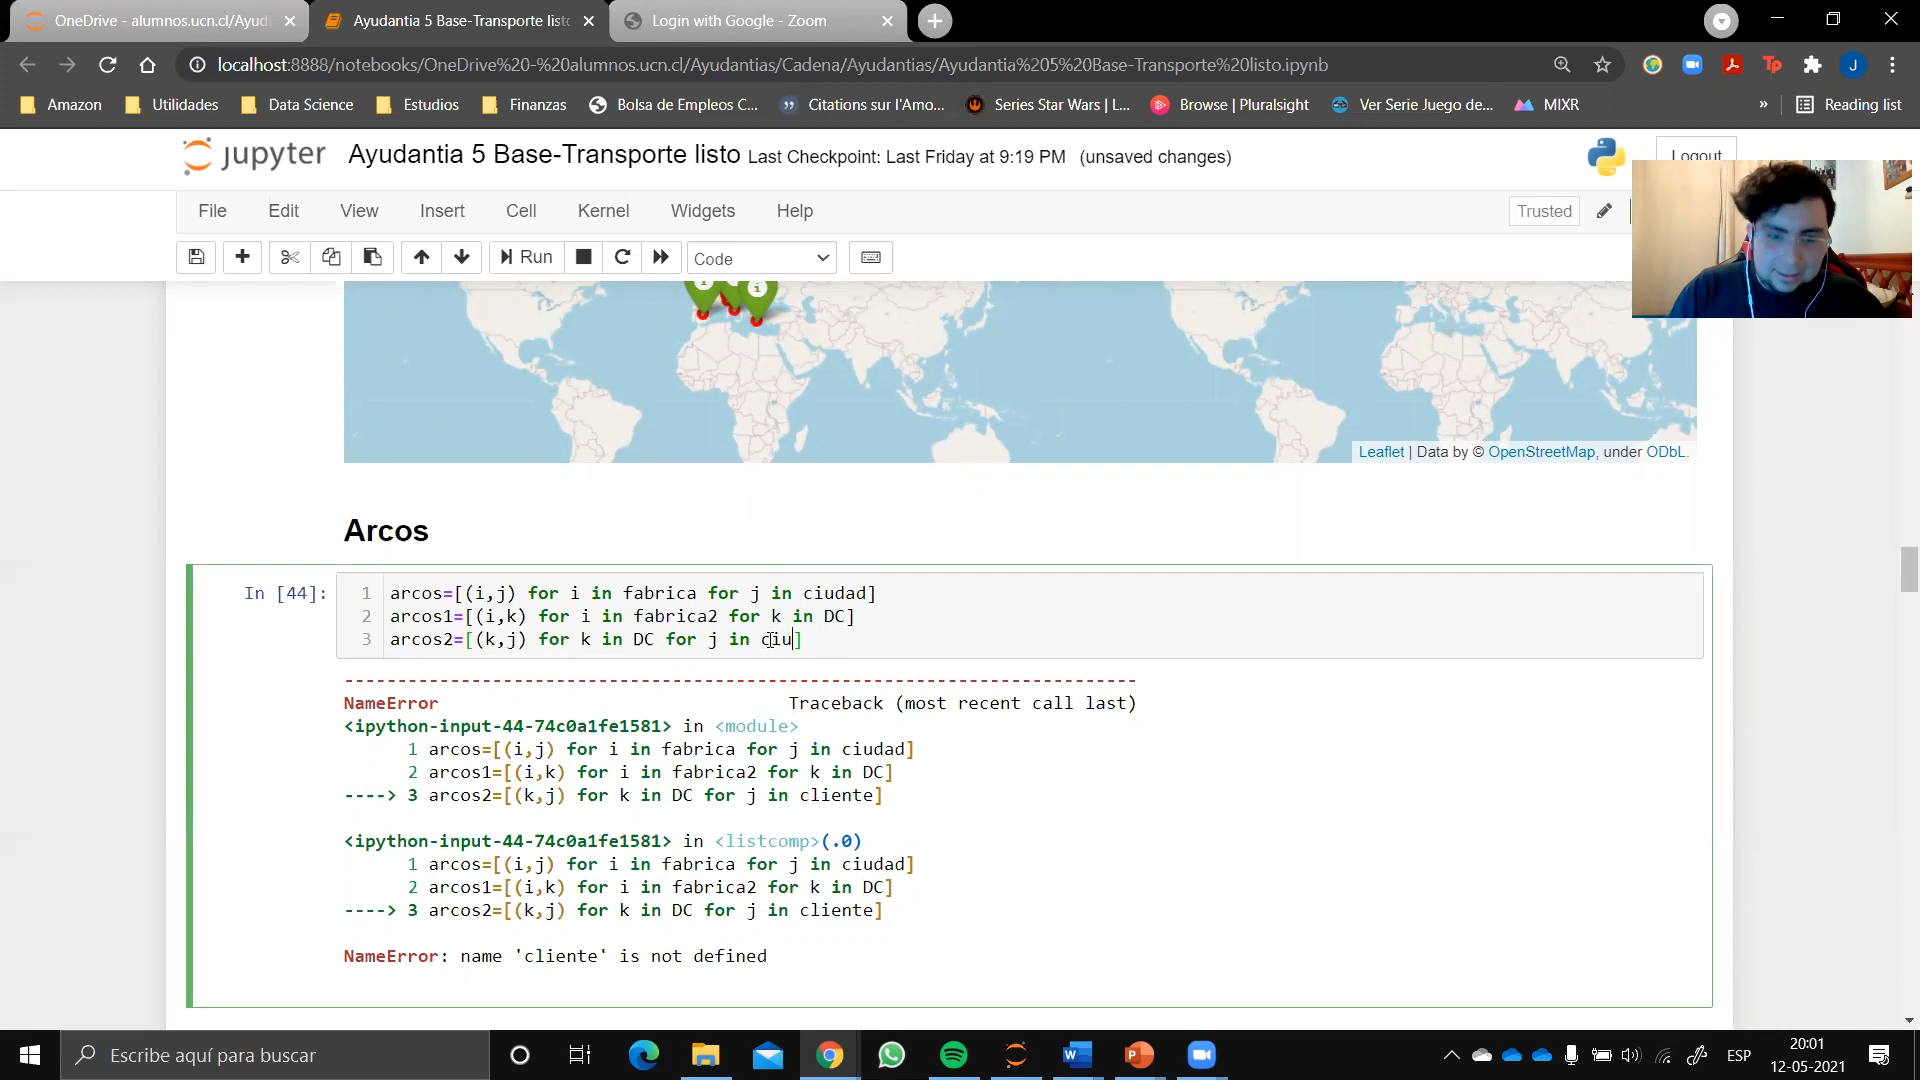 OneDrive - alumnos.ucn.cl/Ayud
Ayudantia 5 Base-Transporte listo
Login with Google - Zoom
localhost:8888/notebooks/OneDrive%20-%20alumnos.ucn.cl/Ayudantias/Cadena/Ayudantias/Ayudantia%205%20Base-Transporte%20listo.ipynb
Amazon Utilidades Data Science Estudios Finanzas Bolsa de Empleos C... Citations sur l'Amo... Series Star Wars | L... Browse | Pluralsight Ver Serie Juego de... MIXR » Reading list
jupyter Ayudantia 5 Base-Transporte listo Last Checkpoint: Last Friday at 9:19 PM (unsaved changes)
Logout
File Edit View Insert Cell Kernel Widgets Help Trusted
Run Code
Leaflet | Data by © OpenStreetMap, under ODbL.
Arcos
In [44]:
1 arcos=[(i,j) for i in fabrica for j in ciudad]
2 arcos1=[(i,k) for i in fabrica2 for k in DC]
3 arcos2=[(k,j) for k in DC for j in ciu]
---------------------------------------------------------------------------
NameError Traceback (most recent call last)
<ipython-input-44-74c0a1fe1581> in <module>
1 arcos=[(i,j) for i in fabrica for j in ciudad]
2 arcos1=[(i,k) for i in fabrica2 for k in DC]
----> 3 arcos2=[(k,j) for k in DC for j in cliente]
<ipython-input-44-74c0a1fe1581> in <listcomp>(.0)
1 arcos=[(i,j) for i in fabrica for j in ciudad]
2 arcos1=[(i,k) for i in fabrica2 for k in DC]
----> 3 arcos2=[(k,j) for k in DC for j in cliente]
NameError: name 'cliente' is not defined
Escribe aquí para buscar
ESP
20:01
12-05-2021